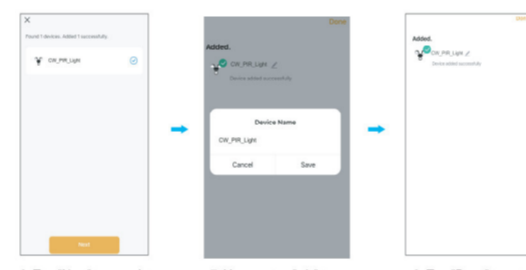 Found 1 devices. Added 1 successfully.
CW_PIR_Light
Next
Done
Added.
CW_PIR_Light
Device added successfully
Device Name
CW_PIR_Light
Cancel
Save
Added.
CW_PIR_Light
Device added successfully